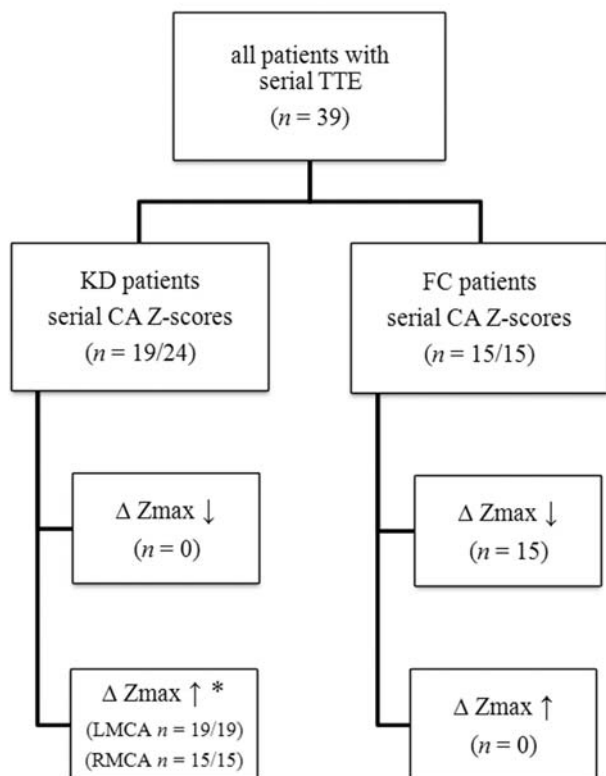 all patients with
serial TTE
(n = 39)
KD patients
serial CA Z-scores
(n = 19/24)
FC patients
serial CA Z-scores
(n = 15/15)
Δ Zmax ↓
(n = 0)
Δ Zmax ↓
(n = 15)
Δ Zmax ↑ *
(LMCA n = 19/19)
(RMCA n = 15/15)
Δ Zmax ↑
(n = 0)